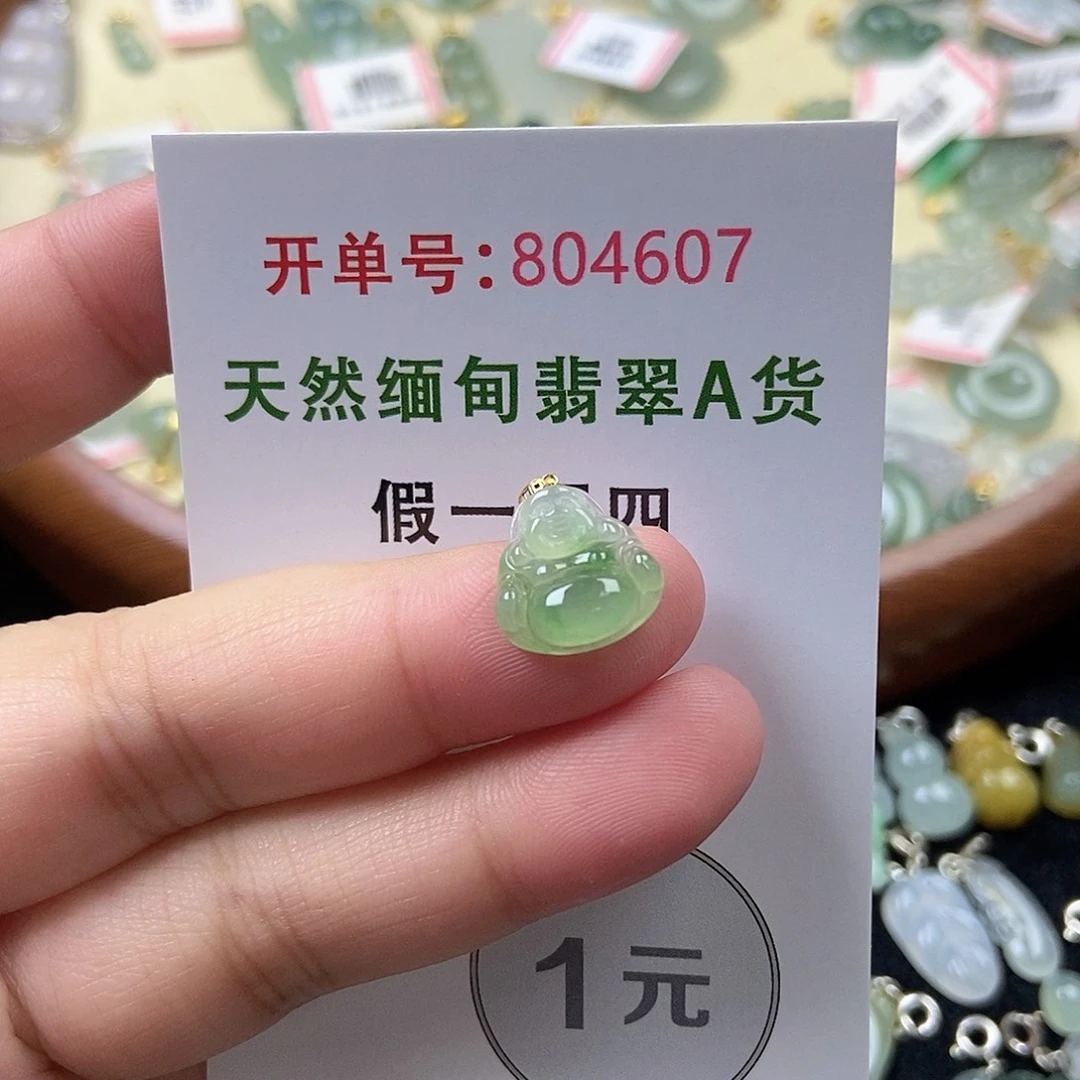 开单号:804607
天然缅甸翡翠A货
假一 四
1元